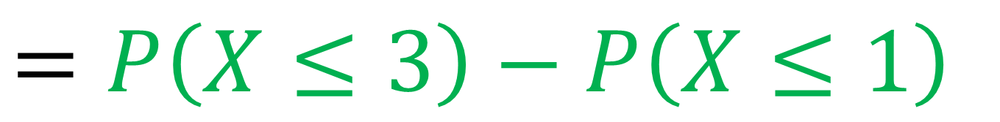 = P(X ≤ 3) − P(X ≤ 1)